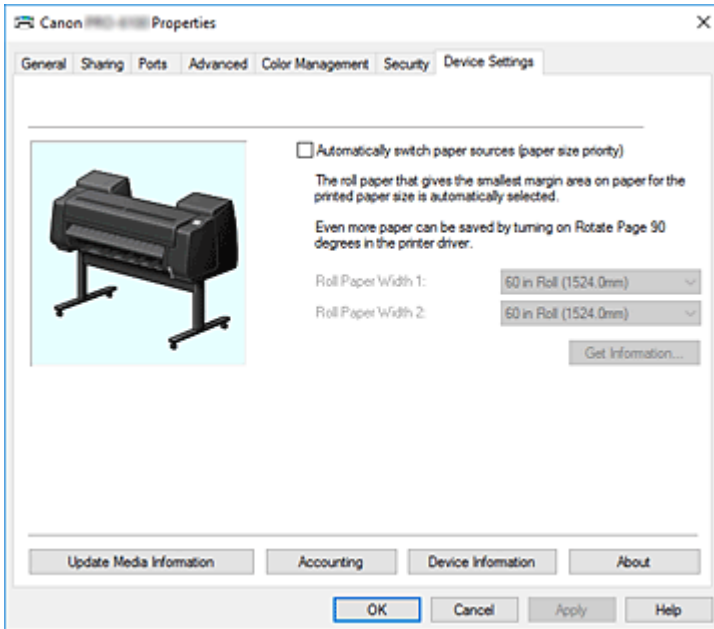 Canon Properties
General Sharing Ports Advanced Color Management Security Device Settings
Automatically switch paper sources (paper size priority)
The roll paper that gives the smallest margin area on paper for the
printed paper size is automatically selected.
Even more paper can be saved by turning on Rotate Page 90
degrees in the printer driver.
Roll Paper Width 1: 60 in Roll (1524.0mm)
Roll Paper Width 2: 60 in Roll (1524.0mm)
Get Information...
Update Media Information Accounting Device Information About
OK Cancel Apply Help